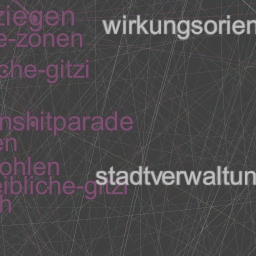 ziegen
wirkungsorien
e-zonen
che-gitzi
nshitparade
en
ohlen
stadtverwaltun
eibliche-gitzi
h